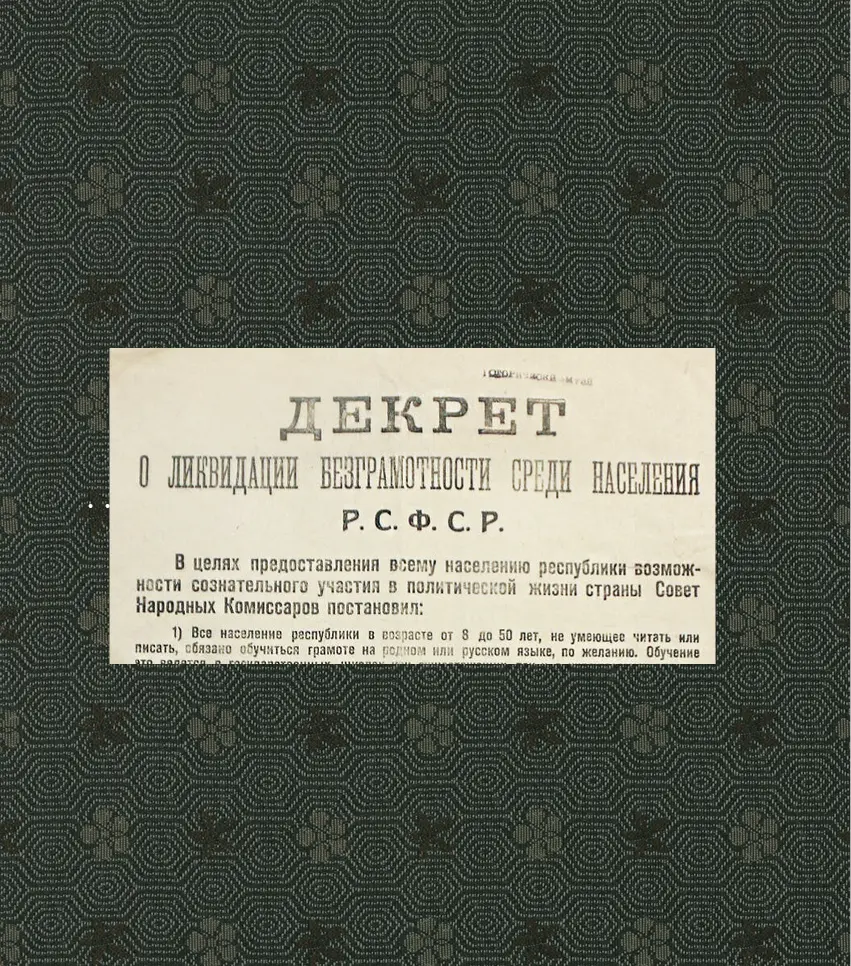 ДЕКРЕТ
О ЛИКВИДАЦИИ БЕЗГРАМОТНОСТИ СРЕДИ НАСЕЛЕНИЯ
Р. С. Ф. С. Р.
В целях предоставления всему населению республики возмож-
ности сознательного участия в политической жизни страны Совет
Народных Комиссаров постановил:
1) Все население республики в возрасте от 8 до 50 лет, не умеющее читать или
писать, обязано обучиться грамоте на родном или русском языке, по желанию. Обучение